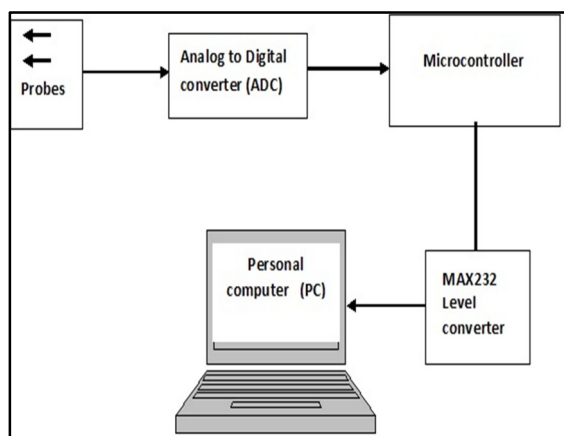 Probes
Analog to Digital
converter (ADC)
Microcontroller
Personal
computer (PC)
MAX232
Level
converter